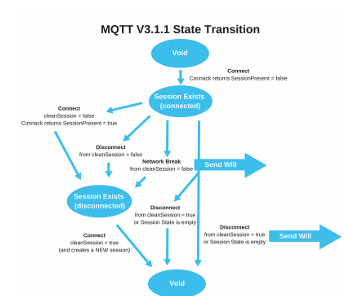 MQTT V3.1.1 State Transition
Void
Connect
Connack returns SessionPresent = false
Session Exists
(connected)
Connect
cleanSession = false
Connack returns SessionPresent = true
Disconnect
from cleanSession = false
Network Break
from cleanSession = false
Send Will
Session Exists
(disconnected)
Disconnect
from cleanSession = true
or Session State is empty
Disconnect
from cleanSession = true
or Session State is empty
Send Will
Connect
cleanSession = true
(and creates a NEW session)
Void